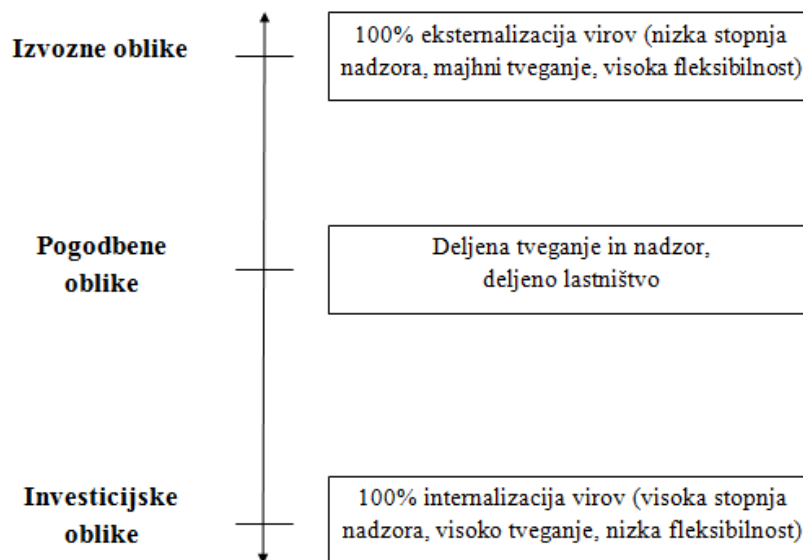 Izvozne oblike
100% eksternalizacija virov (nizka stopnja
nadzora, majhni tveganje, visoka fleksibilnost)
Pogodbene
oblike
Deljena tveganje in nadzor,
deljeno lastništvo
Investicijske
oblike
100% internalizacija virov (visoka stopnja
nadzora, visoko tveganje, nizka fleksibilnost)